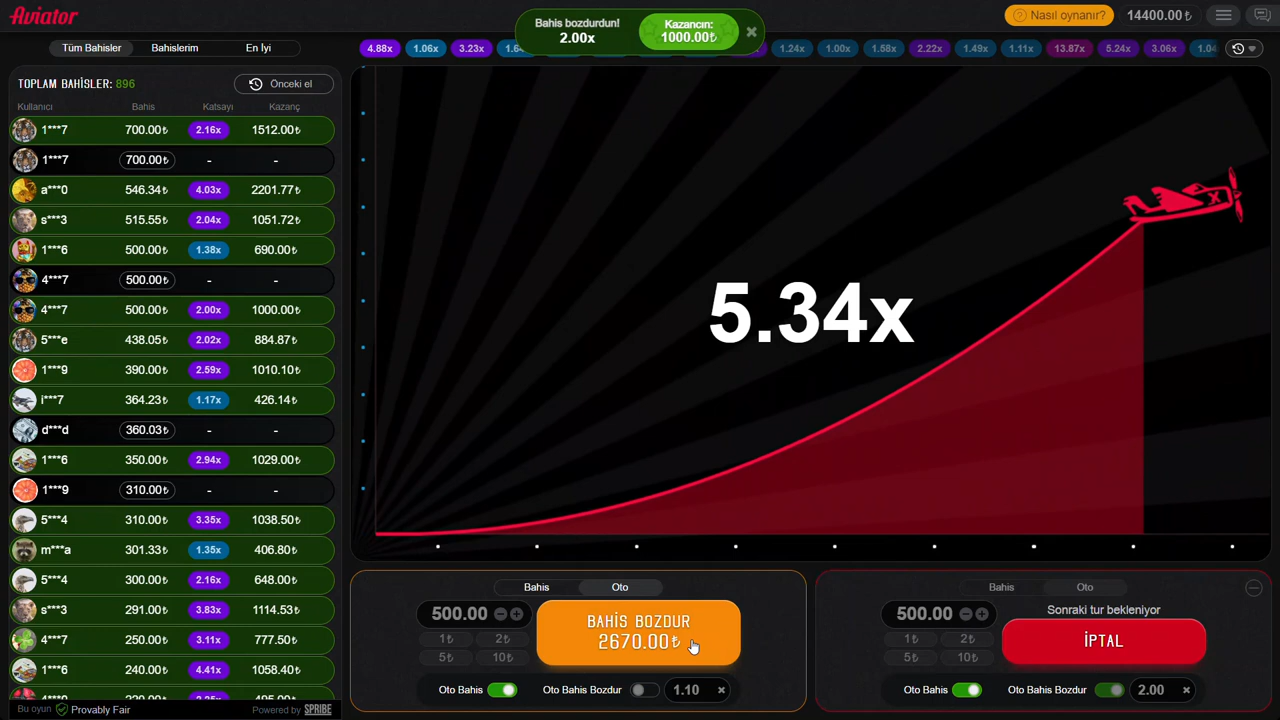 Aviator
Bahis bozdurdun!
2.00x
Kazancın:
1000.00₺
Nasıl oynanır?
14400.00₺
Tüm Bahisler
Bahislerim
En İyi
4.88x
1.06x
3.23x
1.24x
1.00x
1.58x
2.22x
1.49x
1.11x
13.87x
5.24x
3.06x
TOPLAM BAHİSLER: 896
Önceki el
Kullanıcı Bahis Katsayı Kazanç
1***7 700.00₺ 2.16x 1512.00₺
1***7 700.00₺ - -
a***0 546.34₺ 4.03x 2201.77₺
s***3 515.55₺ 2.04x 1051.72₺
1***6 500.00₺ 1.38x 690.00₺
4***7 500.00₺ - -
4***7 500.00₺ 2.00x 1000.00₺
5***e 438.05₺ 2.02x 884.87₺
1***9 390.00₺ 2.59x 1010.10₺
i***7 364.23₺ 1.17x 426.14₺
d***d 360.03₺ - -
1***6 350.00₺ 2.94x 1029.00₺
1***9 310.00₺ - -
5***4 310.00₺ 3.35x 1038.50₺
m***a 301.33₺ 1.35x 406.80₺
5***4 300.00₺ 2.16x 648.00₺
s***3 291.00₺ 3.83x 1114.53₺
4***7 250.00₺ 3.11x 777.50₺
1***6 240.00₺ 4.41x 1058.40₺
Bu oyun Provably Fair
Powered by SPRIBE
X
5.34x
Bahis Oto
500.00
1₺ 2₺
5₺ 10₺
BAHİS BOZDUR
2670.00₺
Oto Bahis Oto Bahis Bozdur 1.10 ×
Bahis Oto
500.00
1₺ 2₺
5₺ 10₺
Sonraki tur bekleniyor
İPTAL
Oto Bahis Oto Bahis Bozdur 2.00 ×